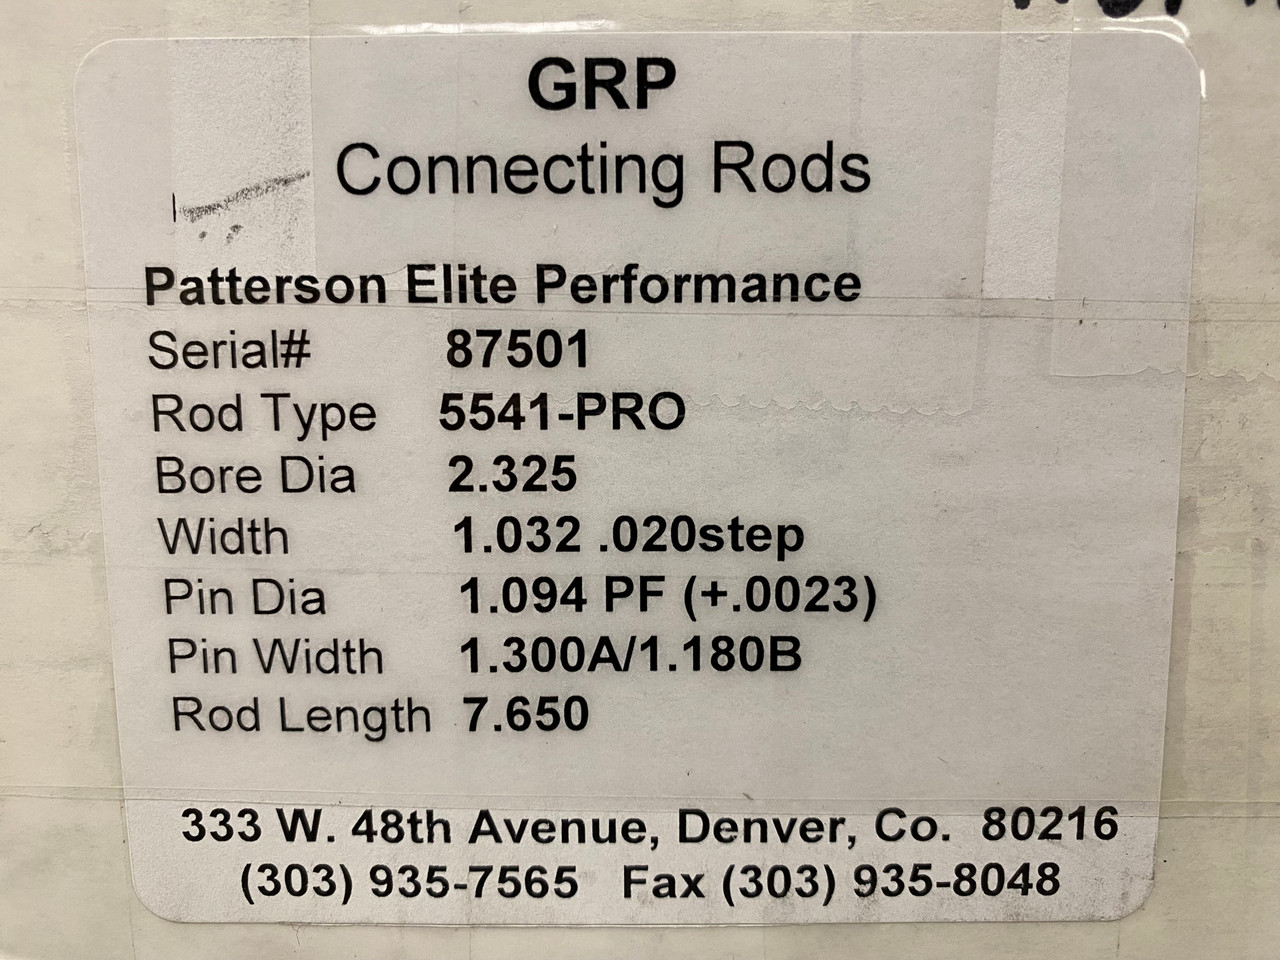 GRP
Connecting Rods
Patterson Elite Performance
Serial# 87501
Rod Type 5541-PRO
Bore Dia 2.325
Width 1.032 .020step
Pin Dia 1.094 PF (+.0023)
Pin Width 1.300A/1.180B
Rod Length 7.650
333 W. 48th Avenue, Denver, Co. 80216
(303) 935-7565 Fax (303) 935-8048